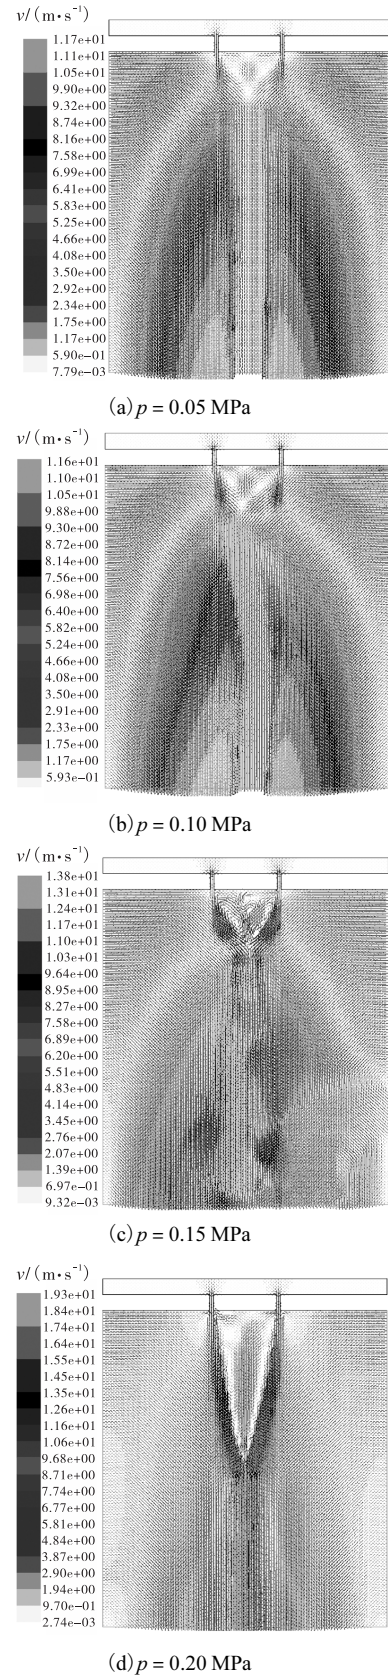 v/(m·s⁻¹)
1.17e+01
1.11e+01
1.05e+01
9.90e+00
9.32e+00
8.74e+00
8.16e+00
7.58e+00
6.99e+00
6.41e+00
5.83e+00
5.25e+00
4.66e+00
4.08e+00
3.50e+00
2.92e+00
2.34e+00
1.75e+00
1.17e+00
5.90e-01
7.79e-03
(a) p = 0.05 MPa
v/(m·s⁻¹)
1.16e+01
1.10e+01
1.05e+01
9.88e+00
9.30e+00
8.72e+00
8.14e+00
7.56e+00
6.98e+00
6.40e+00
5.82e+00
5.24e+00
4.66e+00
4.08e+00
3.50e+00
2.91e+00
2.33e+00
1.75e+00
1.17e+00
5.93e-01
(b) p = 0.10 MPa
v/(m·s⁻¹)
1.38e+01
1.31e+01
1.24e+01
1.17e+01
1.10e+01
1.03e+01
9.64e+00
8.95e+00
8.27e+00
7.58e+00
6.89e+00
6.20e+00
5.51e+00
4.83e+00
4.14e+00
3.45e+00
2.76e+00
2.07e+00
1.39e+00
6.97e-01
9.32e-03
(c) p = 0.15 MPa
v/(m·s⁻¹)
1.93e+01
1.84e+01
1.74e+01
1.64e+01
1.55e+01
1.45e+01
1.35e+01
1.26e+01
1.16e+01
1.06e+01
9.68e+00
8.71e+00
7.74e+00
6.77e+00
5.81e+00
4.84e+00
3.87e+00
2.90e+00
1.94e+00
9.70e-01
2.74e-03
(d) p = 0.20 MPa